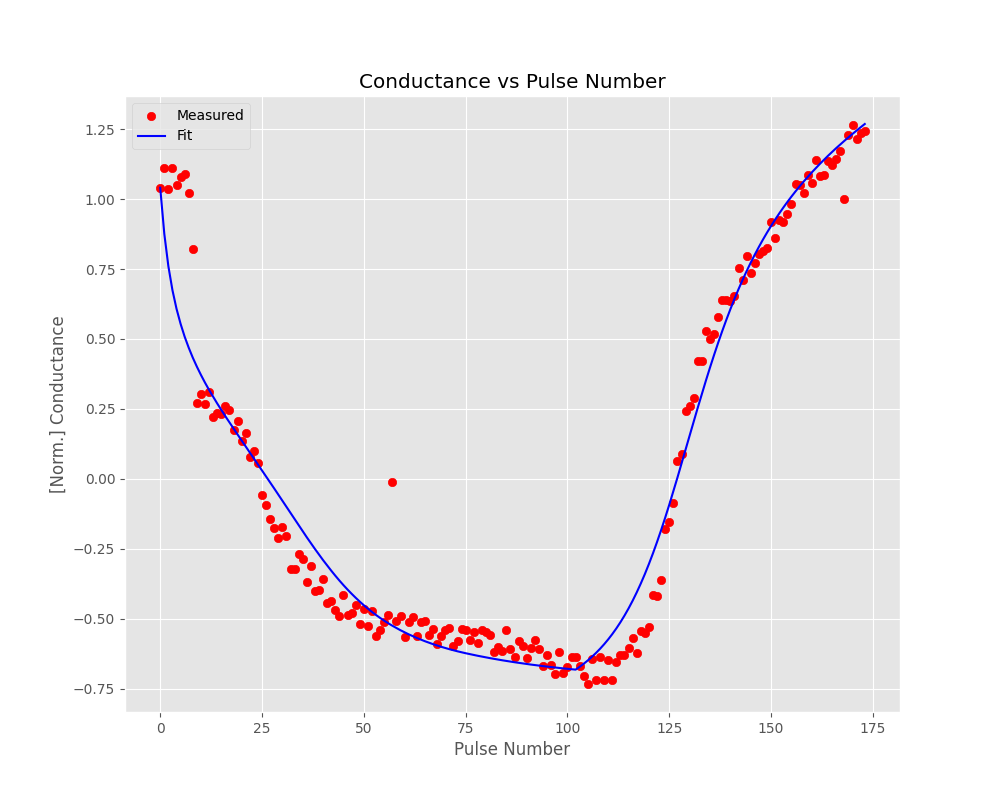 Conductance vs Pulse Number
Measured
Fit
[Norm.] Conductance
1.25
1.00
0.75
0.50
0.25
0.00
−0.25
−0.50
−0.75
0 25 50 75 100 125 150 175
Pulse Number